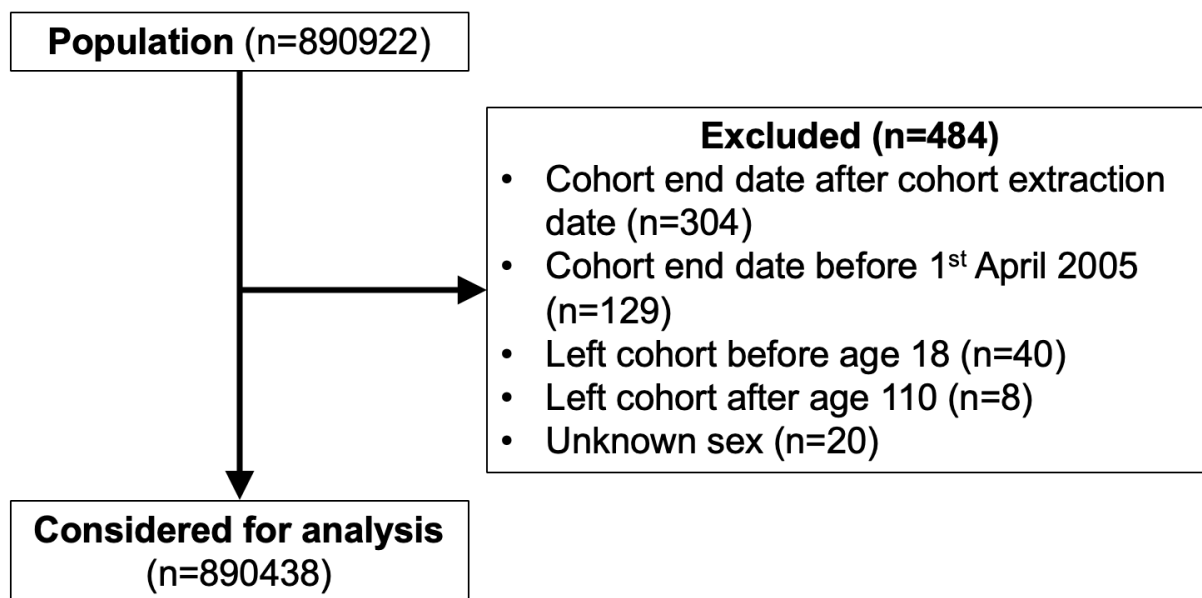 Population (n=890922)
Excluded (n=484)
• Cohort end date after cohort extraction
date (n=304)
• Cohort end date before 1st April 2005
(n=129)
• Left cohort before age 18 (n=40)
• Left cohort after age 110 (n=8)
• Unknown sex (n=20)
Considered for analysis
(n=890438)